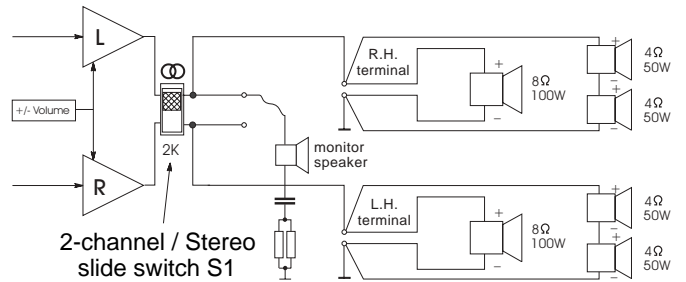 L
R.H.
terminal
+
8Ω
100W
−
+
4Ω
50W
+
4Ω
50W
−
+/- Volume
2K
monitor
speaker
R
2-channel / Stereo
slide switch S1
L.H.
terminal
+
8Ω
100W
−
+
4Ω
50W
+
4Ω
50W
−